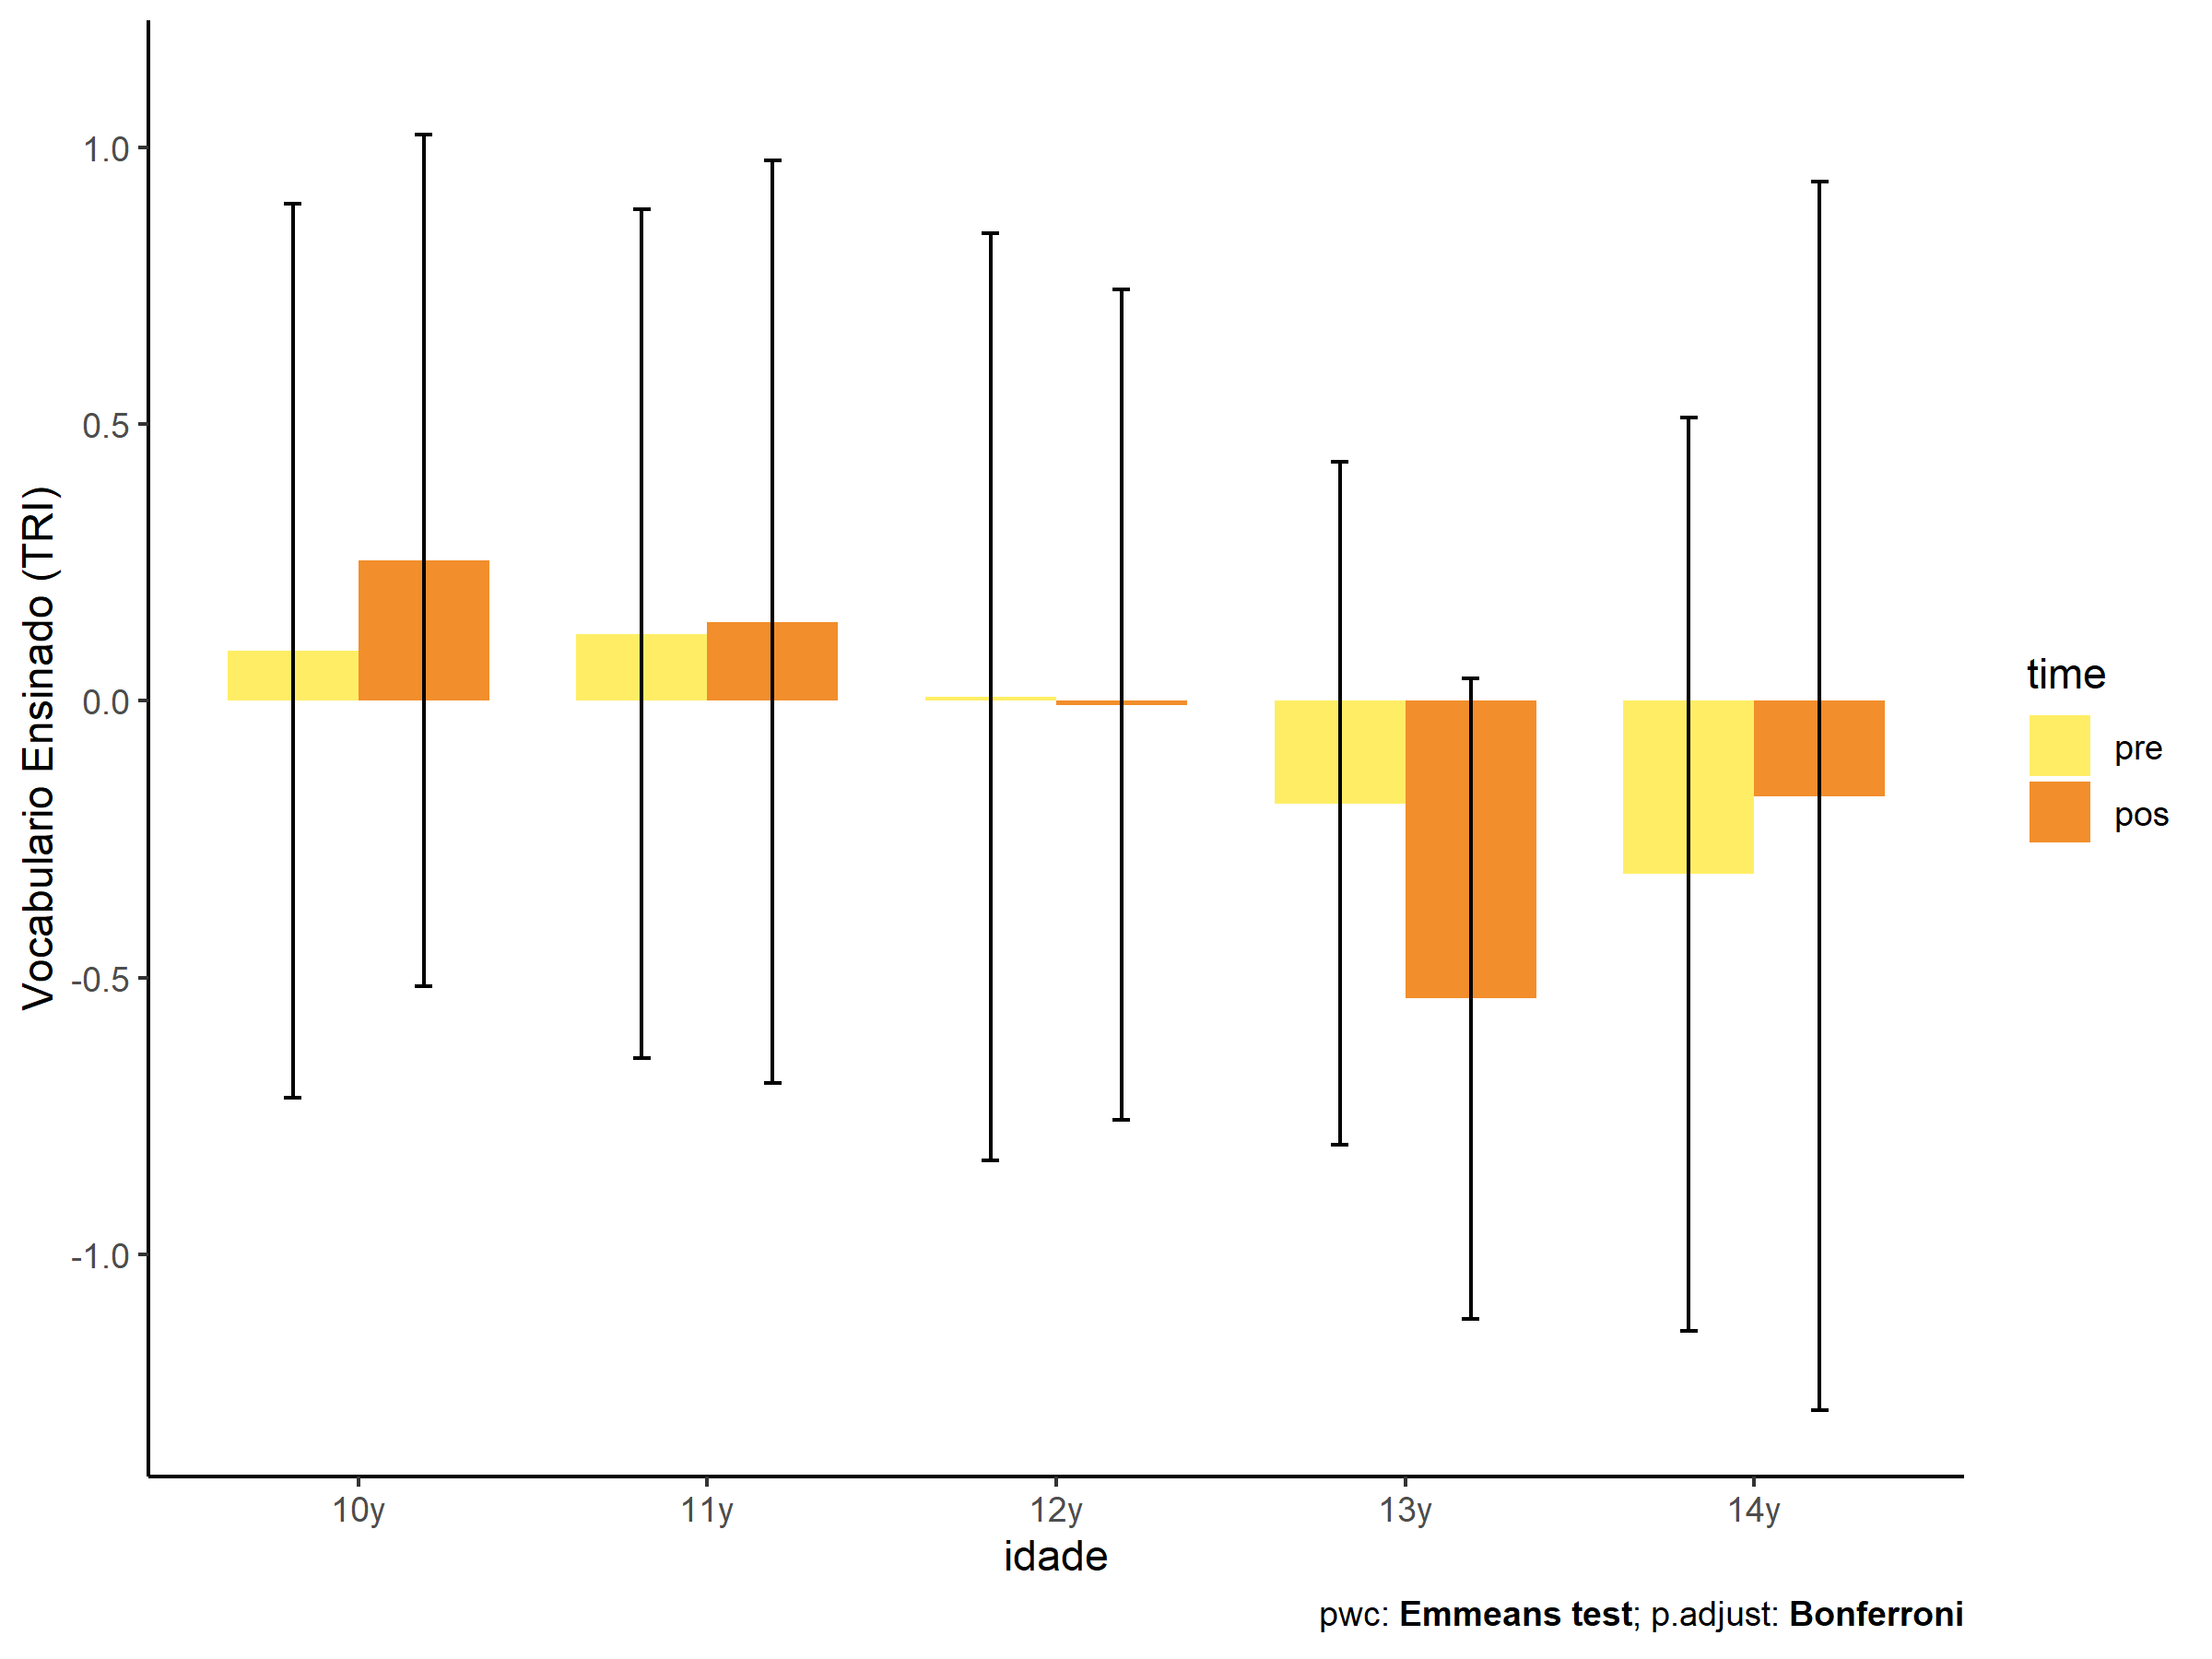 Vocabulario Ensinado (TRI)
1.0
0.5
0.0
-0.5
-1.0
10y 11y 12y 13y 14y
idade
time
pre
pos
pwc: Emmeans test; p.adjust: Bonferroni